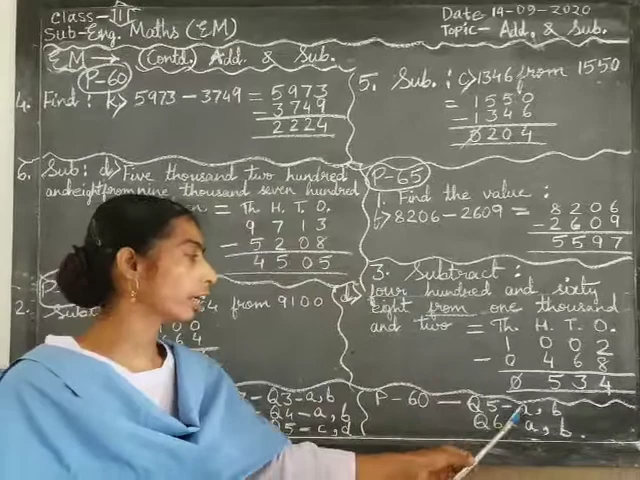 Class-III
Sub-Eng. Maths (EM)
Date- 14-09-2020
Topic- Add. & Sub.
EM → (Contd.) Add. & Sub.
P-60
4. Find : k> 5973 - 3749 = 5973
- 3749
2224
6. Sub : d> Five thousand two hundred
and eight from nine thousand seven hundred
= Th. H. T. O.
9 7 1 3
- 5 2 0 8
4 5 0 5
2.
from 9100
- Q3-a, b
Q4-a, b
Q5-c, d
5. Sub. : c> 1346 from 1550
= 1550
- 1346
0204
P-65
1. Find the value :
b> 8206 - 2609 = 8206
- 2609
5597
3. Subtract :
d> four hundred and sixty
eight from one thousand
and two = Th. H. T. O.
1 0 0 2
- 0 4 6 8
0 5 3 4
P-60 - Q5-a, b
Q6 a, b